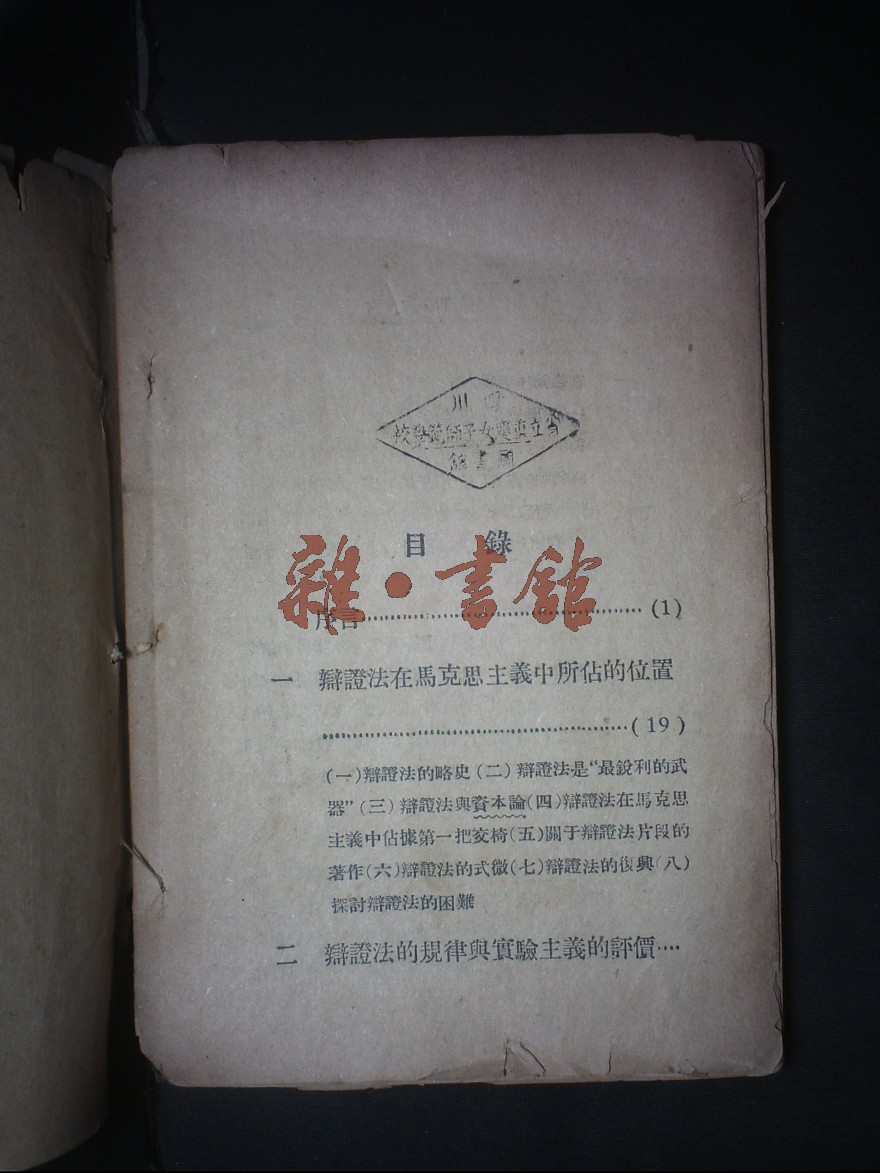 四川
省立重慶女子師範學校
圖書館
目錄
雜·書館
序言……………………………… (1)
一 辯證法在馬克思主義中所佔的位置
………………………………( 19 )
(一)辯證法的略史(二)辯證法是“最銳利的武
器”(三)辯證法與資本論(四)辯證法在馬克思
主義中佔據第一把交椅(五)關于辯證法片段的
著作(六)辯證法的式微(七)辯證法的復興(八)
探討辯證法的困難
二 辯證法的規律與實驗主義的評價····